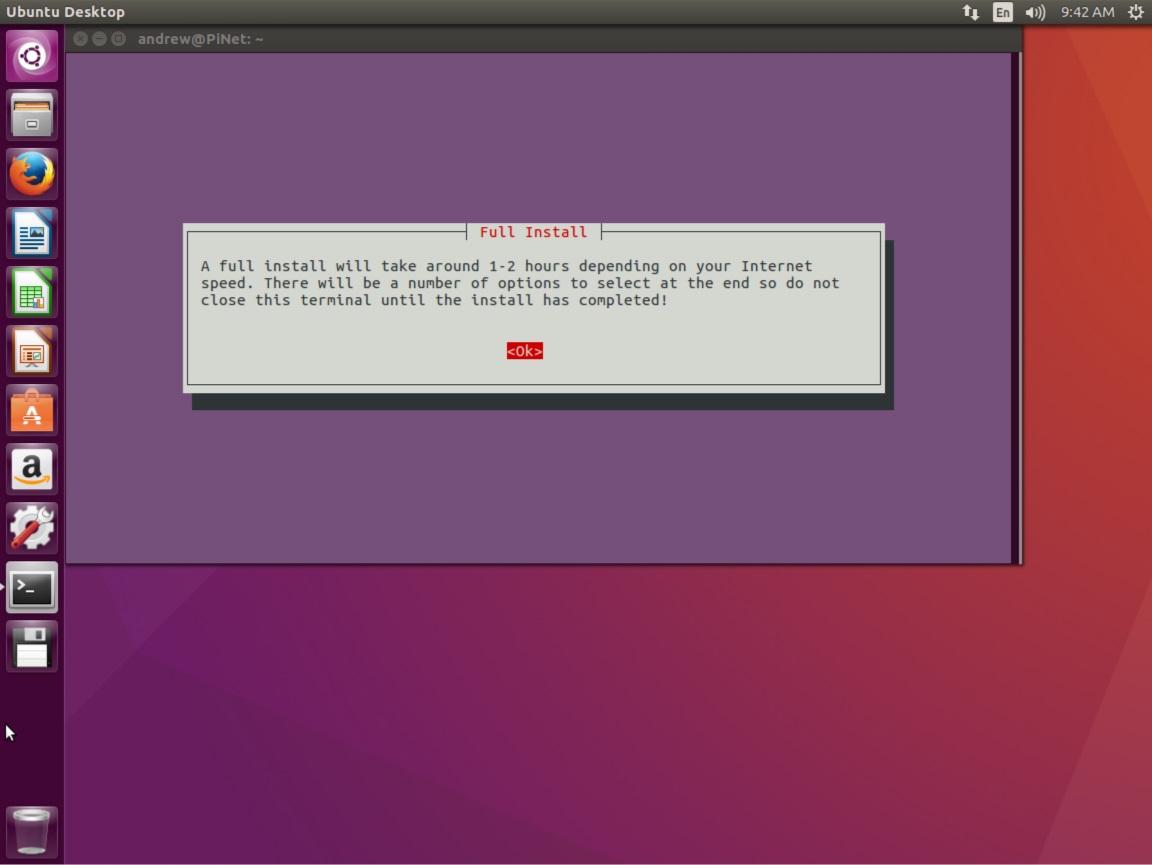 Ubuntu Desktop
En
9:42 AM
andrew@PiNet: ~
Full Install
A full install will take around 1-2 hours depending on your Internet
speed. There will be a number of options to select at the end so do not
close this terminal until the install has completed!
<Ok>
A
a
>_